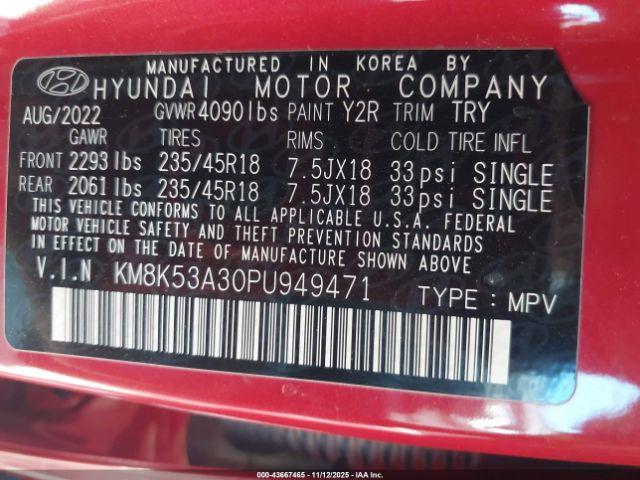 MANUFACTURED IN KOREA BY
HYUNDAI MOTOR COMPANY
AUG/2022 GVWR 4090 lbs PAINT Y2R TRIM TRY
GAWR TIRES RIMS COLD TIRE INFL
FRONT 2293 lbs 235/45R18 7.5JX18 33 psi SINGLE
REAR 2061 lbs 235/45R18 7.5JX18 33 psi SINGLE
THIS VEHICLE CONFORMS TO ALL APPLICABLE U.S.A. FEDERAL
MOTOR VEHICLE SAFETY AND THEFT PREVENTION STANDARDS
IN EFFECT ON THE DATE OF MANUFACTURE SHOWN ABOVE.
V.I.N KM8K53A30PU949471 TYPE : MPV
000-43667465 - 11/12/2025 - IAA Inc.